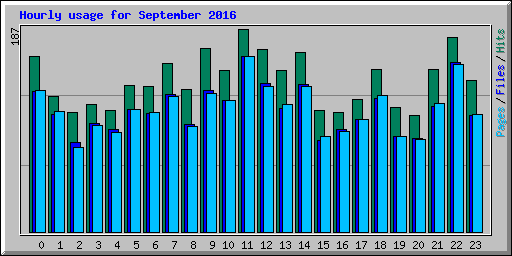 Hourly usage for September 2016
187
Pages/Files/Hits
0 1 2 3 4 5 6 7 8 9 10 11 12 13 14 15 16 17 18 19 20 21 22 23